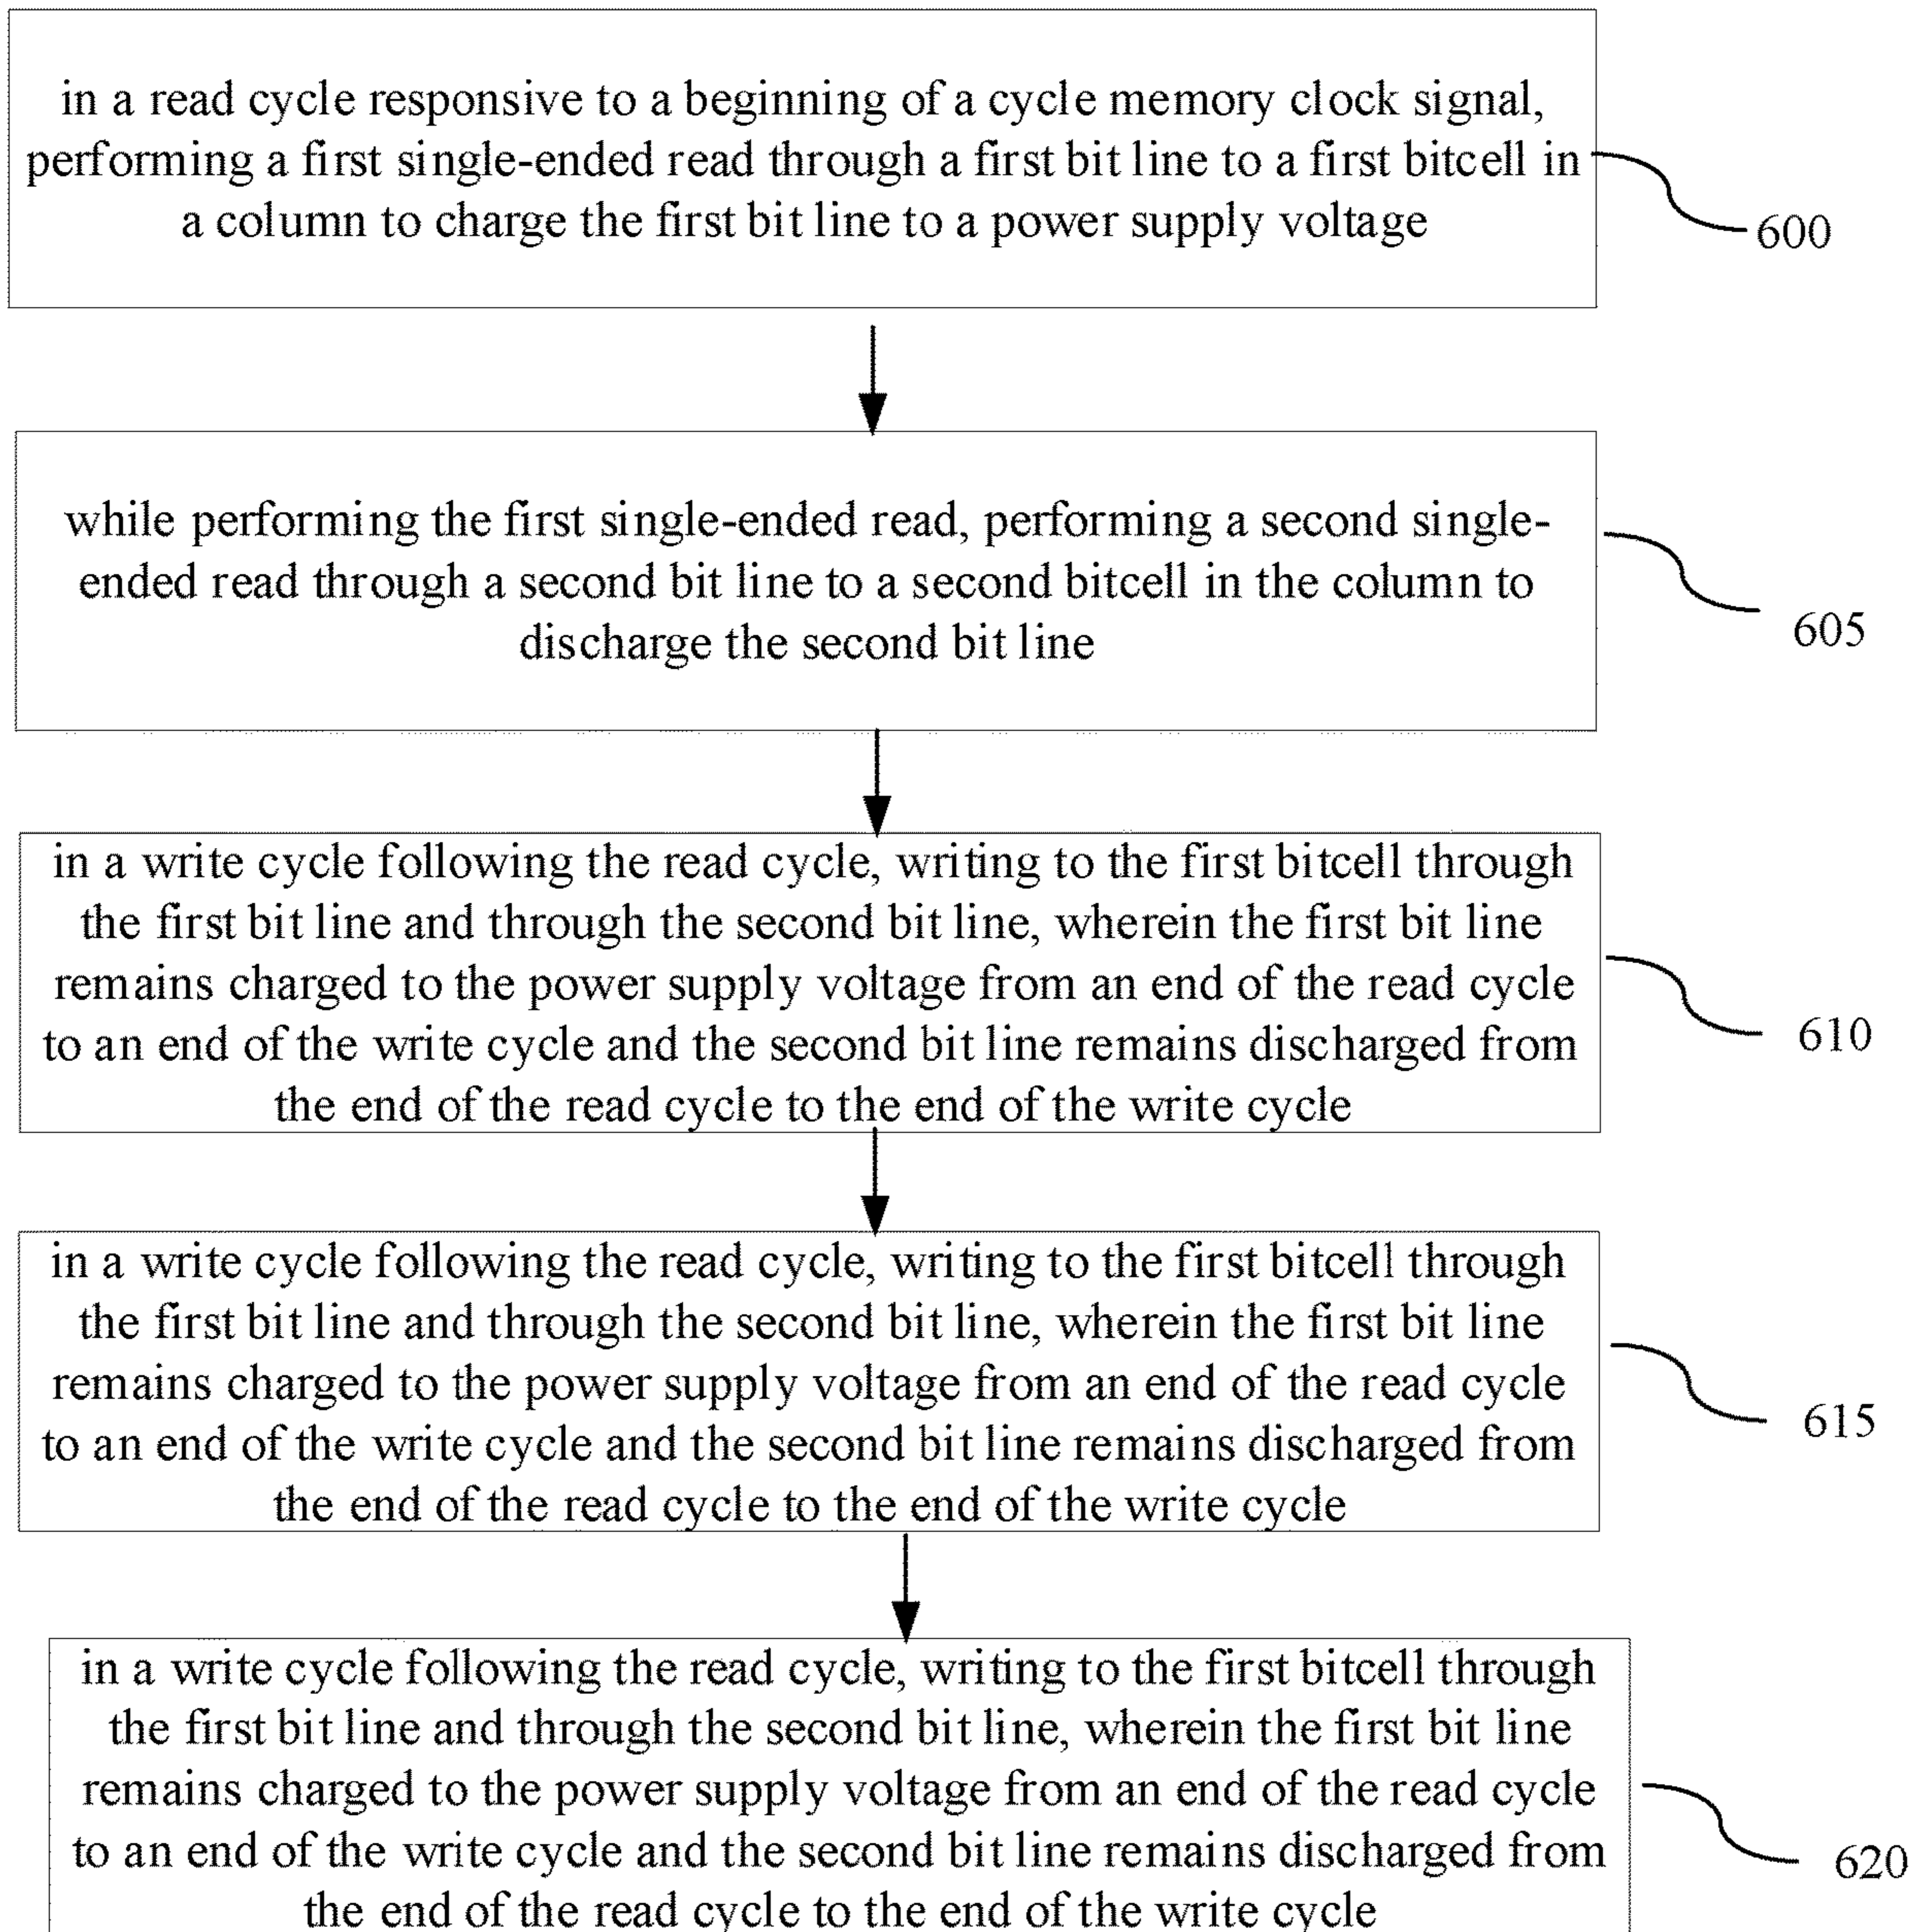 in a read cycle responsive to a beginning of a cycle memory clock signal,
performing a first single-ended read through a first bit line to a first bitcell in
a column to charge the first bit line to a power supply voltage
600
while performing the first single-ended read, performing a second single-
ended read through a second bit line to a second bitcell in the column to
discharge the second bit line
605
in a write cycle following the read cycle, writing to the first bitcell through
the first bit line and through the second bit line, wherein the first bit line
remains charged to the power supply voltage from an end of the read cycle
to an end of the write cycle and the second bit line remains discharged from
the end of the read cycle to the end of the write cycle
610
in a write cycle following the read cycle, writing to the first bitcell through
the first bit line and through the second bit line, wherein the first bit line
remains charged to the power supply voltage from an end of the read cycle
to an end of the write cycle and the second bit line remains discharged from
the end of the read cycle to the end of the write cycle
615
in a write cycle following the read cycle, writing to the first bitcell through
the first bit line and through the second bit line, wherein the first bit line
remains charged to the power supply voltage from an end of the read cycle
to an end of the write cycle and the second bit line remains discharged from
the end of the read cycle to the end of the write cycle
620